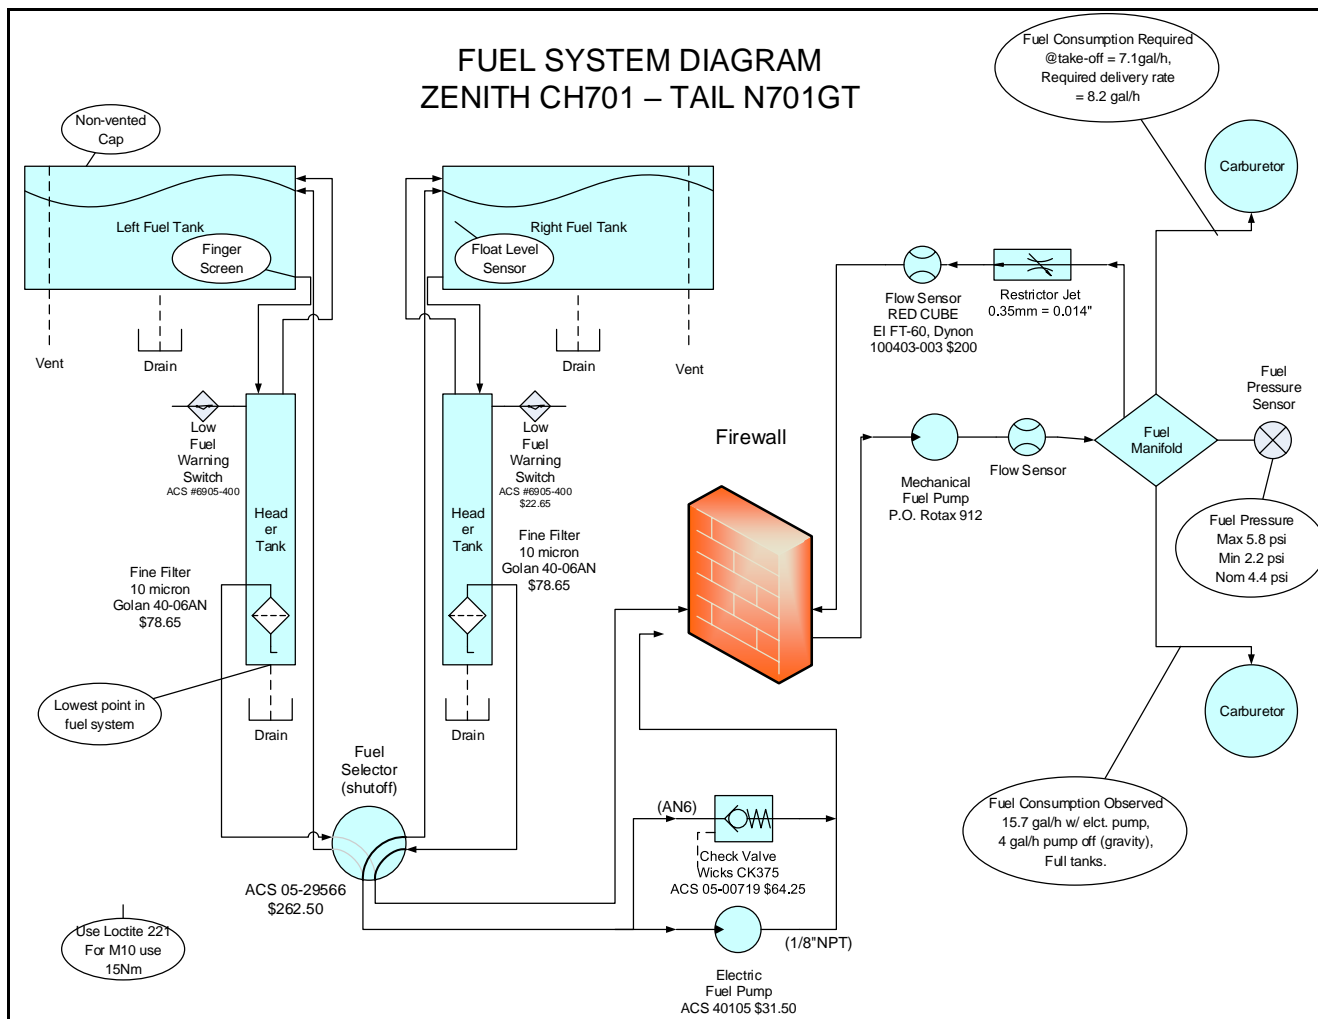 FUEL SYSTEM DIAGRAM
ZENITH CH701 – TAIL N701GT
Non-vented
Cap
Left Fuel Tank
Finger
Screen
Vent
Drain
Right Fuel Tank
Float Level
Sensor
Drain
Vent
Low
Fuel
Warning
Switch
ACS #6905-400
Head
er
Tank
Fine Filter
10 micron
Golan 40-06AN
$78.65
Lowest point in
fuel system
Drain
Low
Fuel
Warning
Switch
ACS #6905-400
$22.65
Head
er
Tank
Fine Filter
10 micron
Golan 40-06AN
$78.65
Drain
Fuel
Selector
(shutoff)
ACS 05-29566
$262.50
Use Loctite 221
For M10 use
15Nm
Firewall
(AN6)
Check Valve
Wicks CK375
ACS 05-00719 $64.25
(1/8"NPT)
Electric
Fuel Pump
ACS 40105 $31.50
Fuel Consumption Required
@take-off = 7.1gal/h,
Required delivery rate
= 8.2 gal/h
Carburetor
Flow Sensor
RED CUBE
EI FT-60, Dynon
100403-003 $200
Restrictor Jet
0.35mm = 0.014"
Mechanical
Fuel Pump
P.O. Rotax 912
Flow Sensor
Fuel
Manifold
Fuel
Pressure
Sensor
Fuel Pressure
Max 5.8 psi
Min 2.2 psi
Nom 4.4 psi
Carburetor
Fuel Consumption Observed
15.7 gal/h w/ elct. pump,
4 gal/h pump off (gravity),
Full tanks.